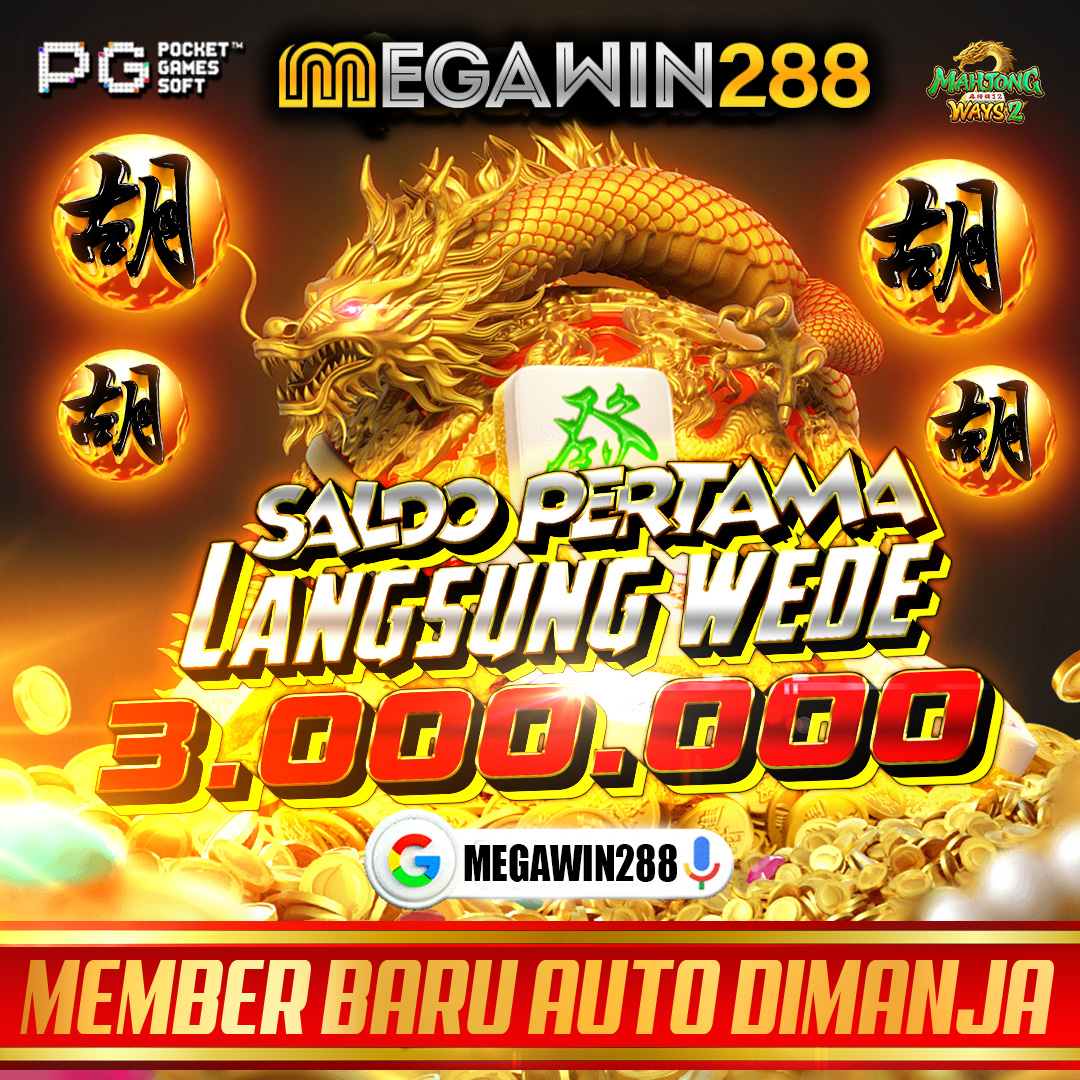 PG POCKET GAMES SOFT™
MEGAWIN288
MAHJONG
WAYS 2
胡
胡
胡
胡
發
SALDO PERTAMA
LANGSUNG WEDE
3.000.000
G MEGAWIN288
MEMBER BARU AUTO DIMANJA